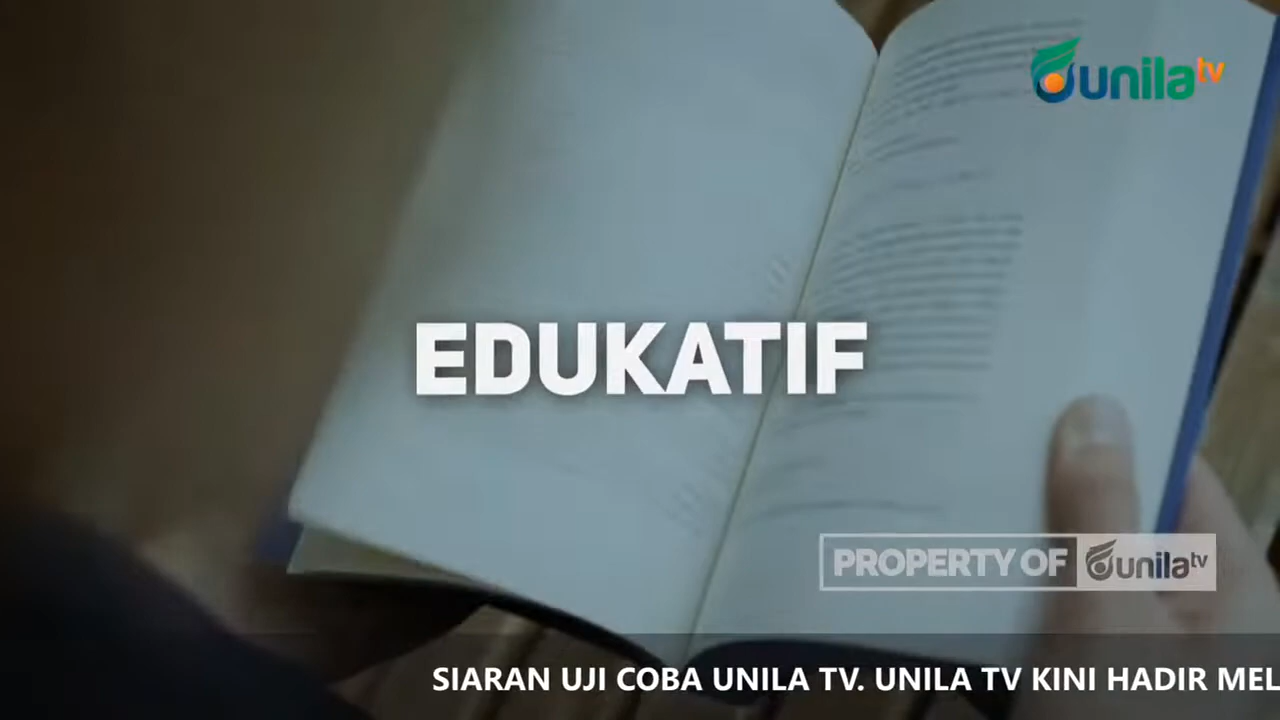 unila tv
EDUKATIF
PROPERTY OF unila tv
SIARAN UJI COBA UNILA TV. UNILA TV KINI HADIR MEL